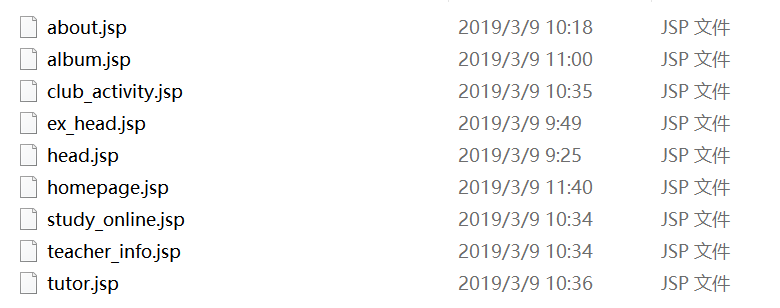 about.jsp 2019/3/9 10:18 JSP 文件
album.jsp 2019/3/9 11:00 JSP 文件
club_activity.jsp 2019/3/9 10:35 JSP 文件
ex_head.jsp 2019/3/9 9:49 JSP 文件
head.jsp 2019/3/9 9:25 JSP 文件
homepage.jsp 2019/3/9 11:40 JSP 文件
study_online.jsp 2019/3/9 10:34 JSP 文件
teacher_info.jsp 2019/3/9 10:34 JSP 文件
tutor.jsp 2019/3/9 10:36 JSP 文件